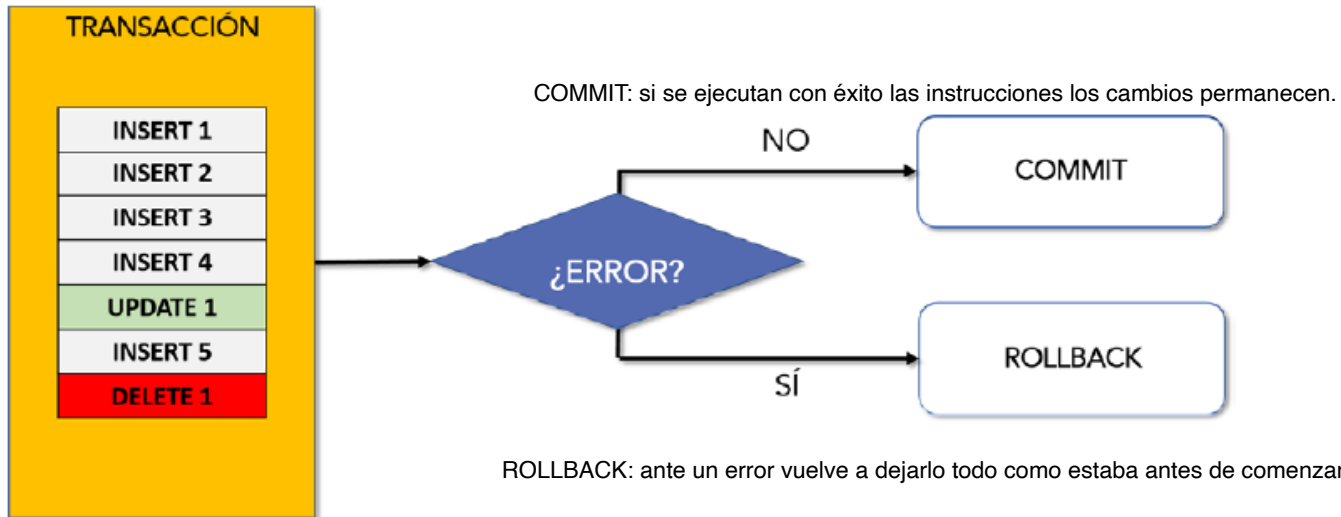 TRANSACCIÓN
INSERT 1
INSERT 2
INSERT 3
INSERT 4
UPDATE 1
INSERT 5
DELETE 1
¿ERROR?
COMMIT: si se ejecutan con éxito las instrucciones los cambios permanecen.
NO
COMMIT
SÍ
ROLLBACK
ROLLBACK: ante un error vuelve a dejarlo todo como estaba antes de